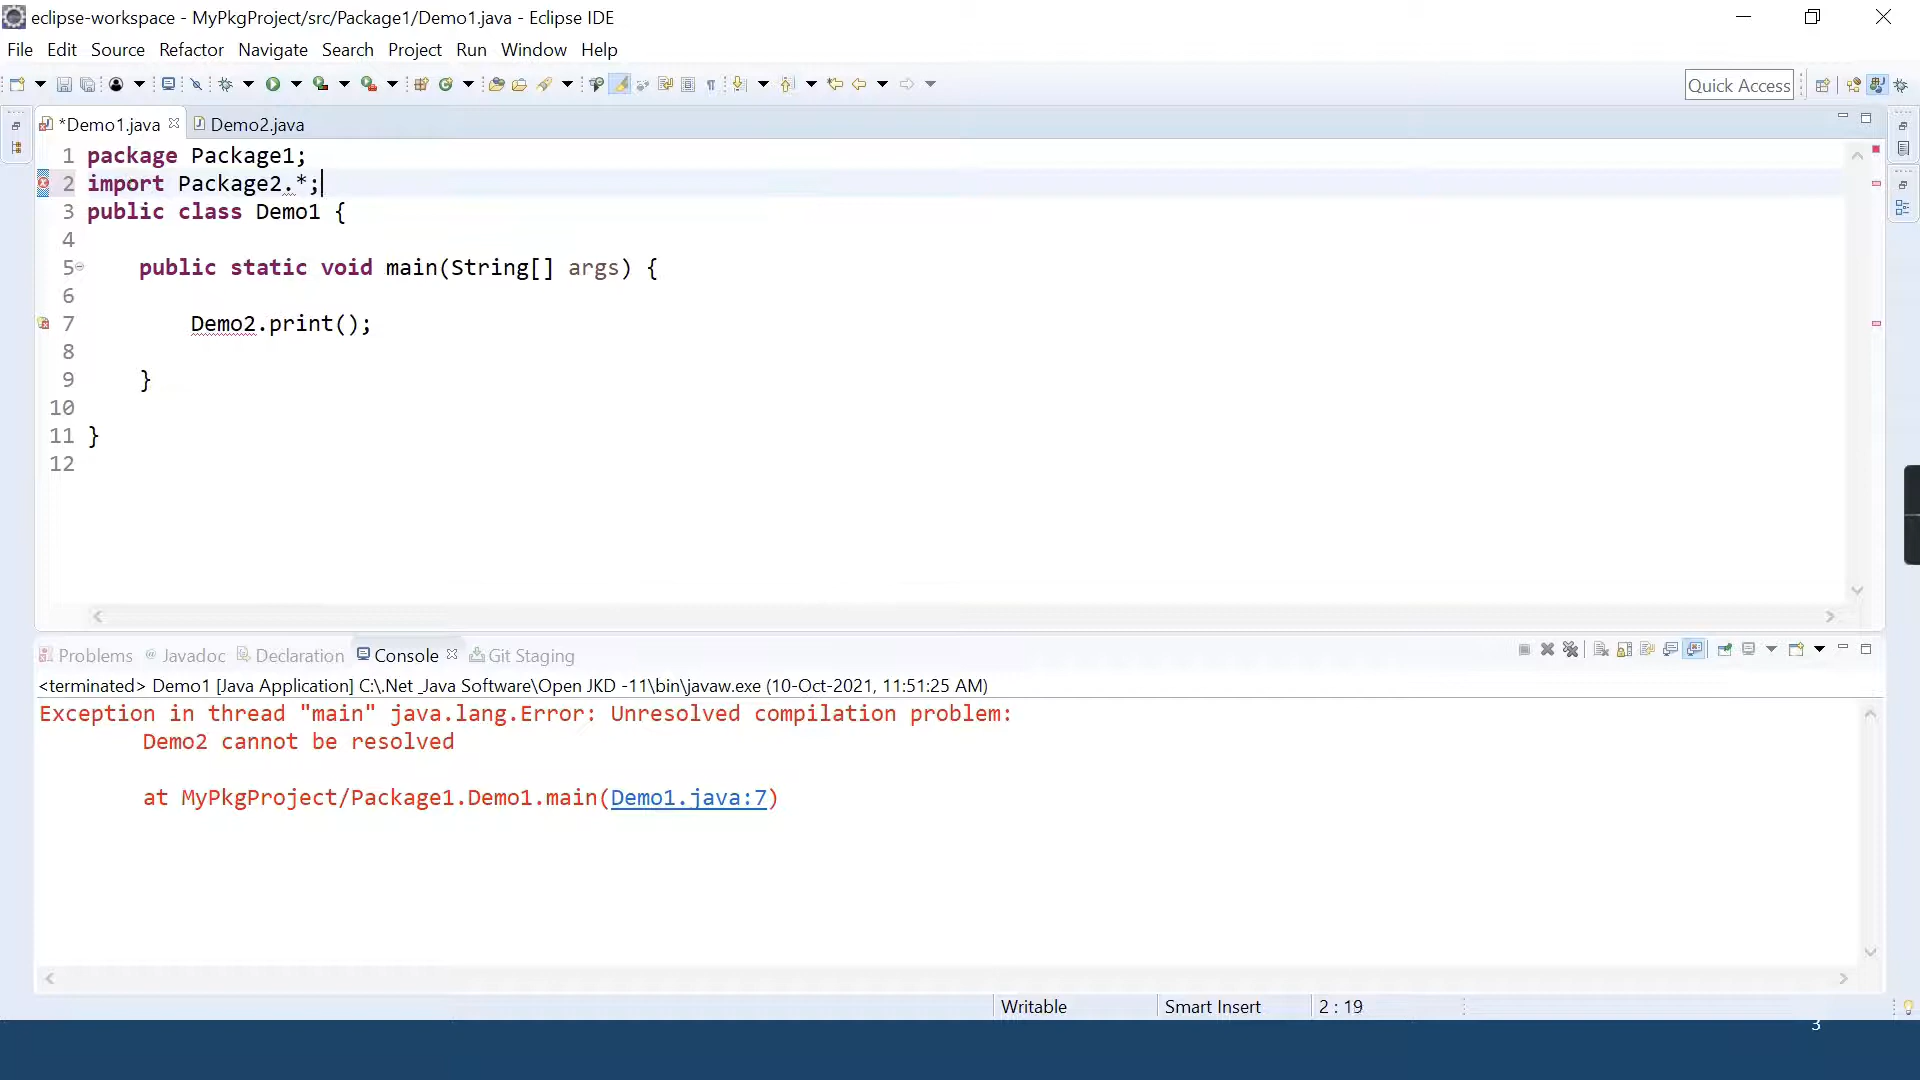 eclipse-workspace - MyPkgProject/src/Package1/Demo1.java - Eclipse IDE
File Edit Source Refactor Navigate Search Project Run Window Help
Quick Access
*Demo1.java Demo2.java
1 package Package1;
2 import Package2.*;
3 public class Demo1 {
4
5 public static void main(String[] args) {
6
7 Demo2.print();
8
9 }
10
11 }
12
Problems Javadoc Declaration Console Git Staging
<terminated> Demo1 [Java Application] C:\.Net _Java Software\Open JKD -11\bin\javaw.exe (10-Oct-2021, 11:51:25 AM)
Exception in thread "main" java.lang.Error: Unresolved compilation problem:
Demo2 cannot be resolved
at MyPkgProject/Package1.Demo1.main(Demo1.java:7)
Writable Smart Insert 2 : 19
3